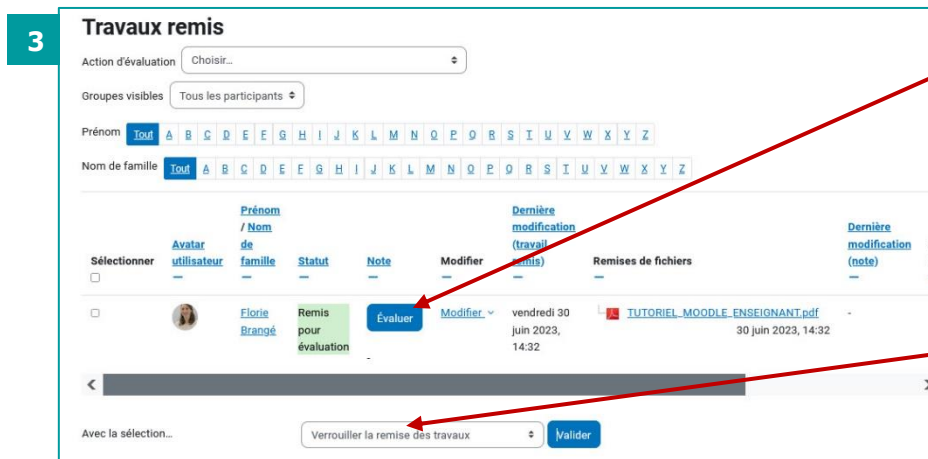 3
Travaux remis
Action d'évaluation Choisir...
Groupes visibles Tous les participants
Prénom Tout A B C D E F G H I J K L M N O P Q R S T U V W X Y Z
Nom de famille Tout A B C D E F G H I J K L M N O P Q R S T U V W X Y Z
Sélectionner
Avatar
utilisateur
Prénom
/ Nom
de
famille
Statut
Note
Modifier
Dernière
modification
(travail
remis)
Remises de fichiers
Dernière
modification
(note)
Florie
Brangé
Remis
pour
évaluation
Évaluer
-
Modifier
vendredi 30
juin 2023,
14:32
TUTORIEL_MOODLE_ENSEIGNANT.pdf
30 juin 2023, 14:32
-
Avec la sélection... Verrouiller la remise des travaux Valider